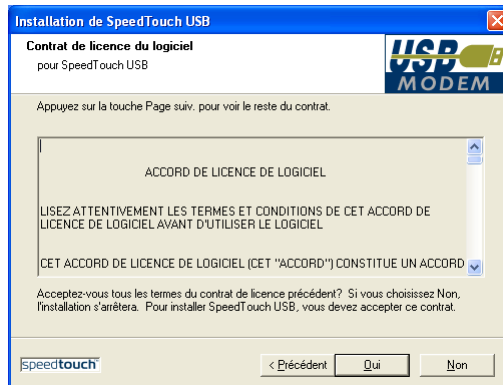 Installation de SpeedTouch USB
Contrat de licence du logiciel
pour SpeedTouch USB
USB
MODEM
Appuyez sur la touche Page suiv. pour voir le reste du contrat.
ACCORD DE LICENCE DE LOGICIEL
LISEZ ATTENTIVEMENT LES TERMES ET CONDITIONS DE CET ACCORD DE
LICENCE DE LOGICIEL AVANT D'UTILISER LE LOGICIEL
CET ACCORD DE LICENCE DE LOGICIEL (CET "ACCORD") CONSTITUE UN ACCORD
Acceptez-vous tous les termes du contrat de licence précédent? Si vous choisissez Non,
l'installation s'arrêtera. Pour installer SpeedTouch USB, vous devez accepter ce contrat.
speedtouch™
< Précédent
Oui
Non